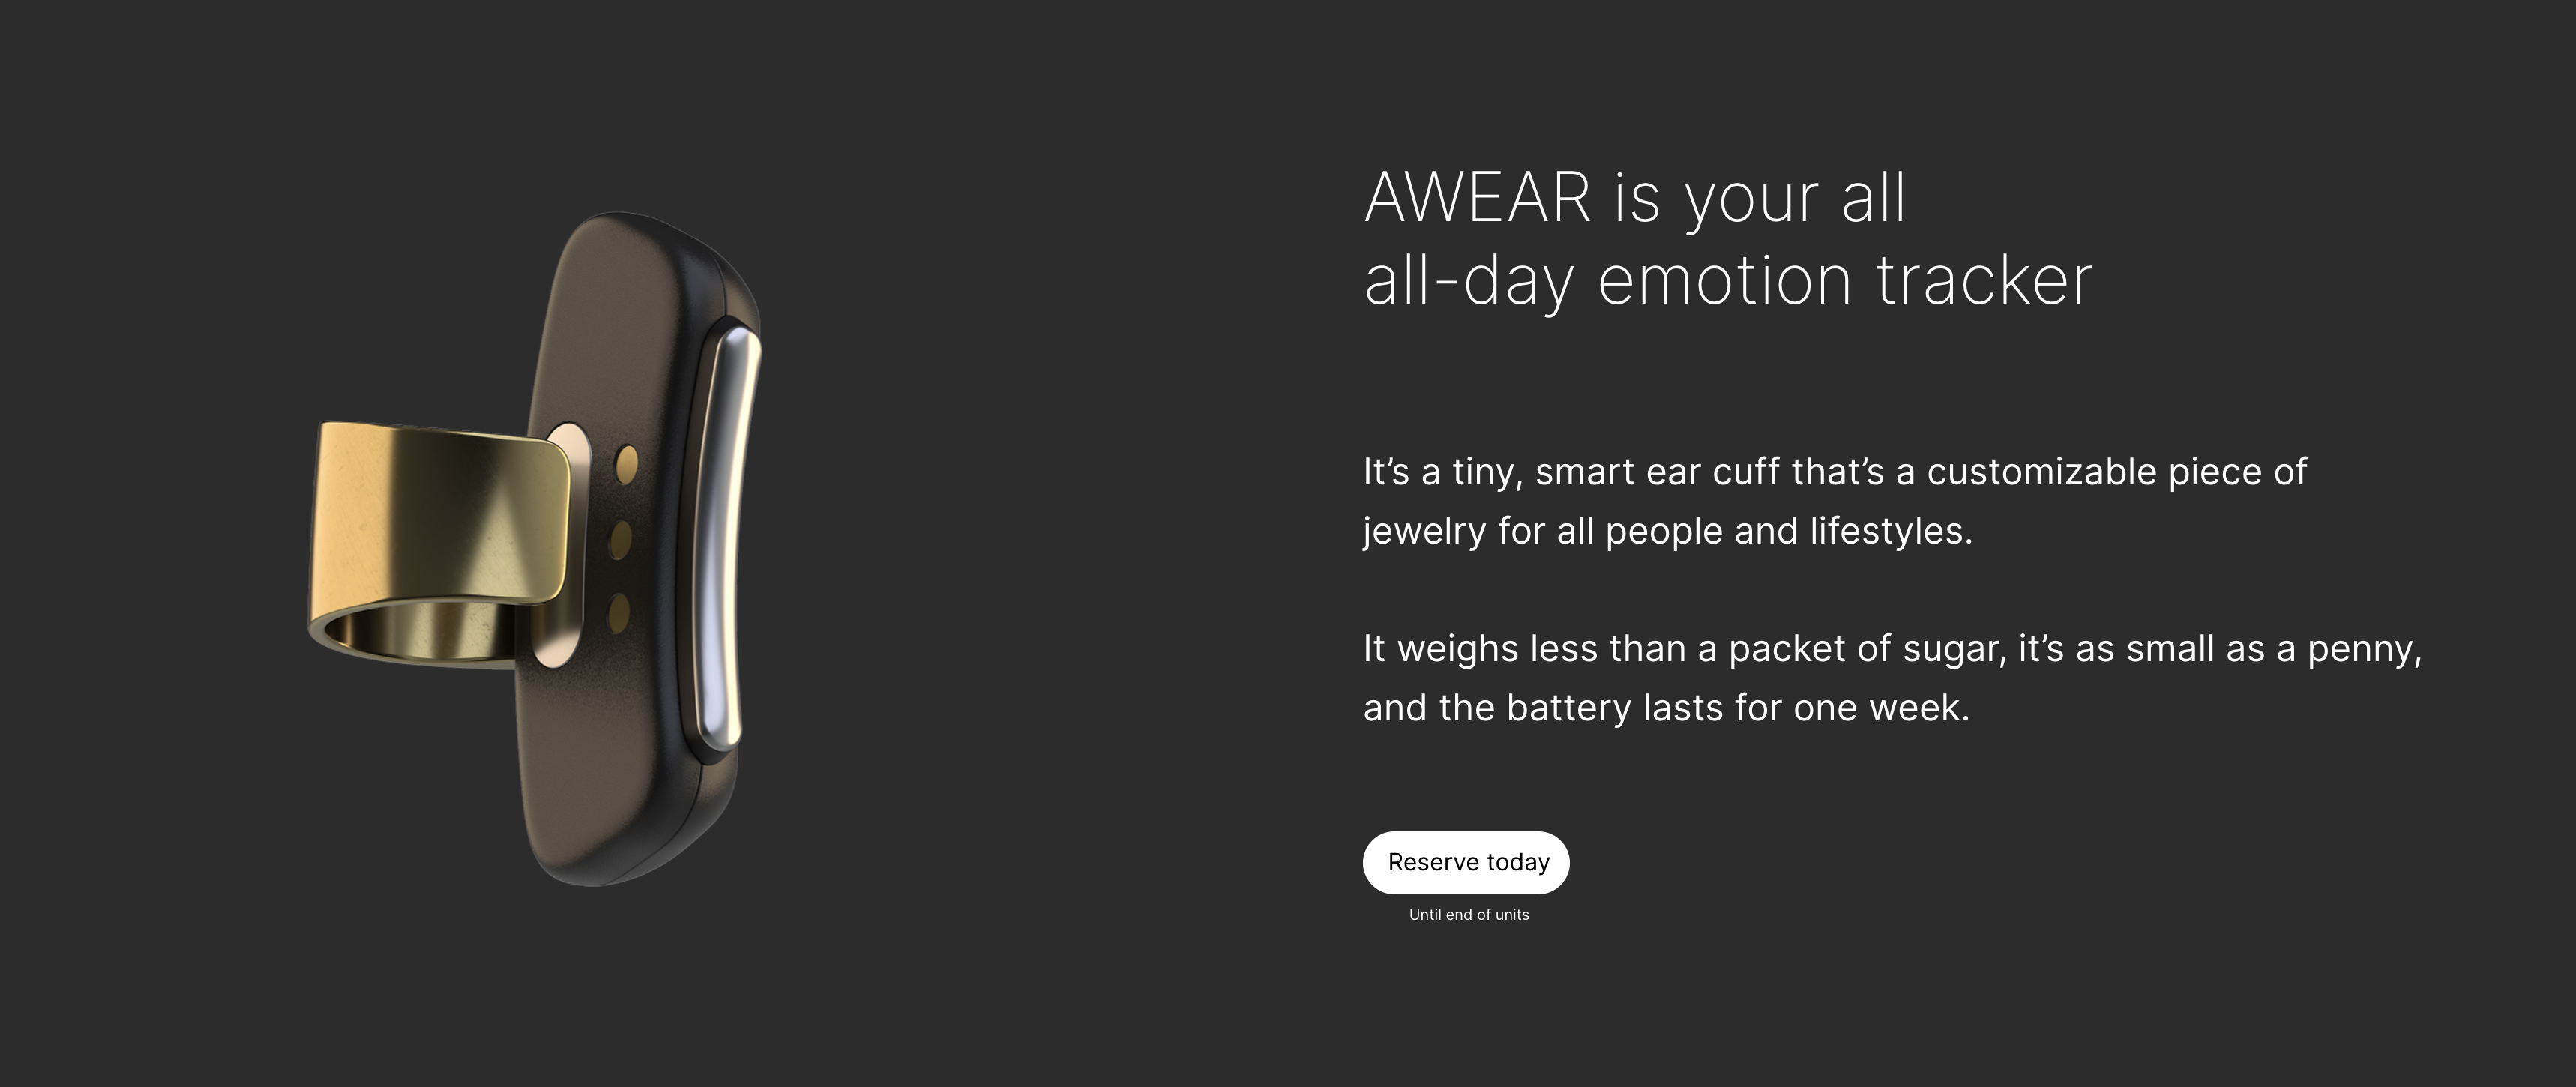 AWEAR is your all
all-day emotion tracker
It’s a tiny, smart ear cuff that’s a customizable piece of
jewelry for all people and lifestyles.
It weighs less than a packet of sugar, it’s as small as a penny,
and the battery lasts for one week.
Reserve today
Until end of units